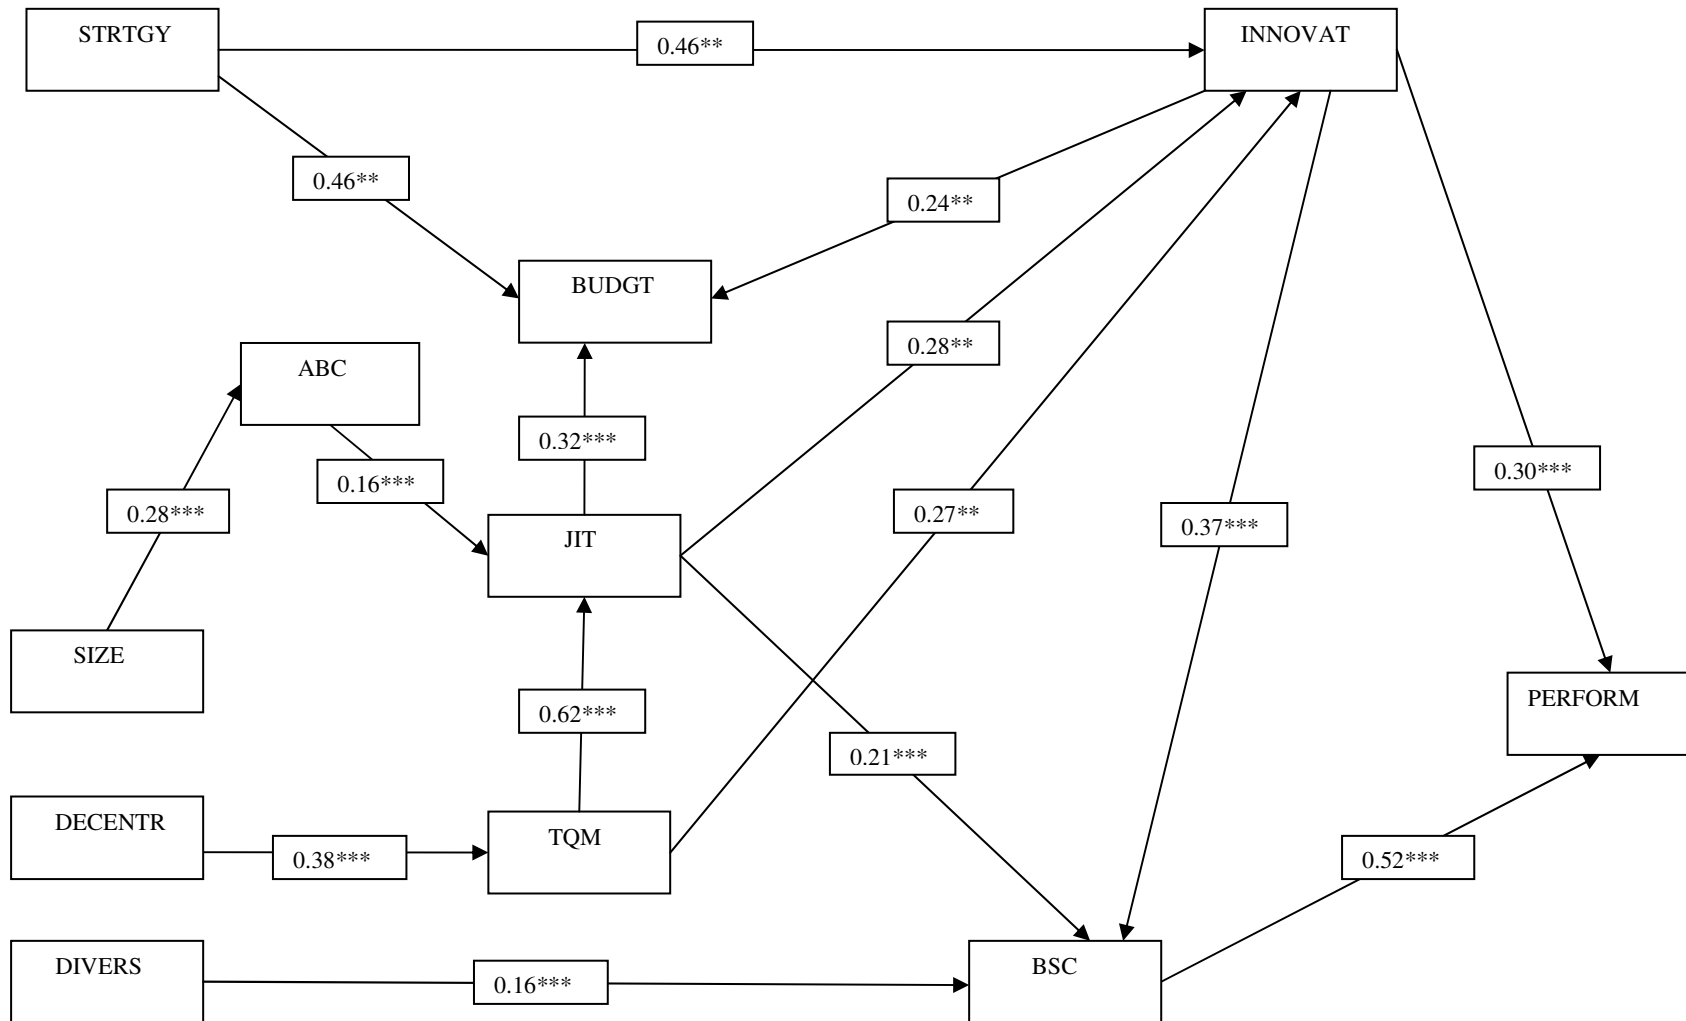 STRTGY
INNOVAT
0.46**
0.46**
0.24**
BUDGT
0.28**
ABC
0.32***
0.16***
0.30***
0.28***
0.27**
0.37***
JIT
SIZE
PERFORM
0.62***
0.21***
DECENTR
TQM
0.38***
0.52***
DIVERS
BSC
0.16***